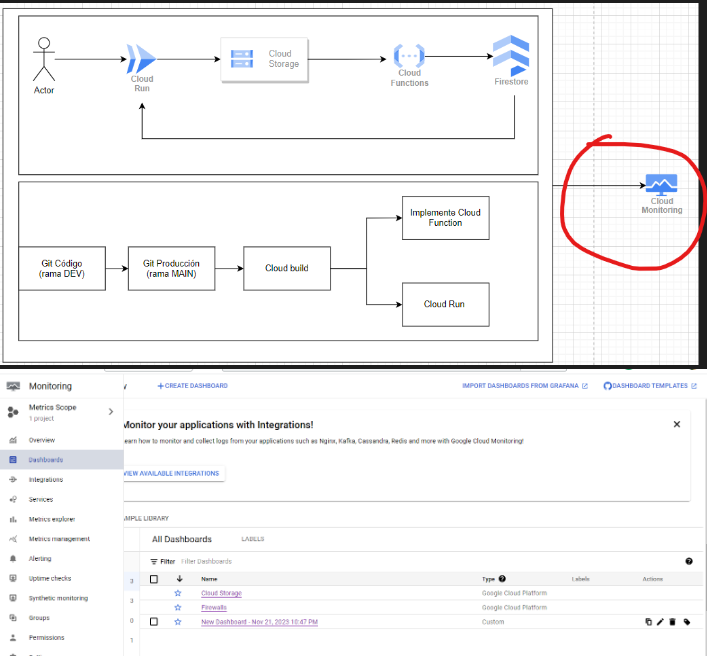 Actor
Cloud
Run
Cloud
Storage
Cloud
Functions
Firestore
Cloud
Monitoring
Git Código
(rama DEV)
Git Producción
(rama MAIN)
Cloud build
Implemente Cloud
Function
Cloud Run
Monitoring
+ CREATE DASHBOARD
IMPORT DASHBOARDS FROM GRAFANA
DASHBOARD TEMPLATES
Metrics Scope
1 project
Overview
Dashboards
Integrations
Services
Metrics explorer
Metrics management
Alerting
Uptime checks
Synthetic monitoring
Groups
Permissions
onitor your applications with Integrations!
earn how to monitor and collect logs from your applications such as Nginx, Kafka, Cassandra, Redis and more with Google Cloud Monitoring!
VIEW AVAILABLE INTEGRATIONS
AMPLE LIBRARY
All Dashboards LABELS
Filter Filter Dashboards
3 Name Type Labels Actions
Cloud Storage Google Cloud Platform
3 Firewalls Google Cloud Platform
0 New Dashboard - Nov 21, 2023 10:47 PM Custom
1